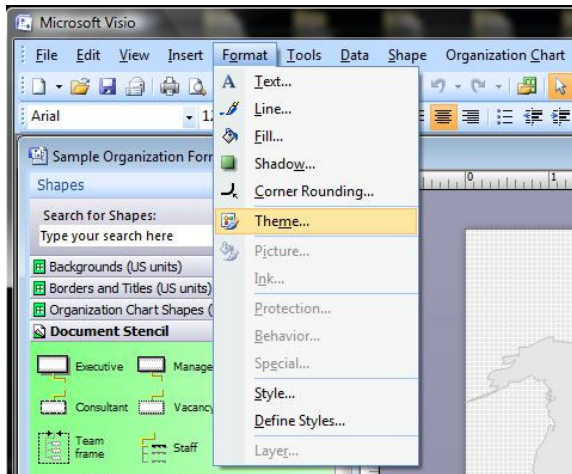 Microsoft Visio
File Edit View Insert Format Tools Data Shape Organization Chart
Arial
Text...
Line...
Fill...
Shadow...
Corner Rounding...
Theme...
Picture...
Ink...
Protection...
Behavior...
Special...
Style...
Define Styles...
Layer...
Sample Organization Forr
Shapes
Search for Shapes:
Type your search here
Backgrounds (US units)
Borders and Titles (US units)
Organization Chart Shapes (
Document Stencil
Executive Manage
Consultant Vacancy
Team frame Staff
0 1